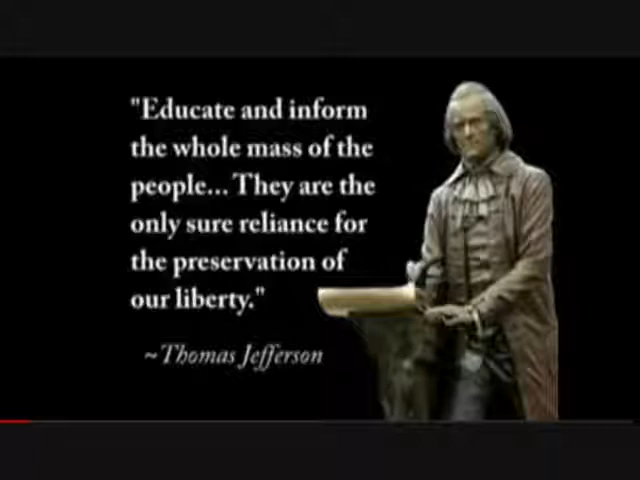 "Educate and inform
the whole mass of the
people... They are the
only sure reliance for
the preservation of
our liberty."
~Thomas Jefferson